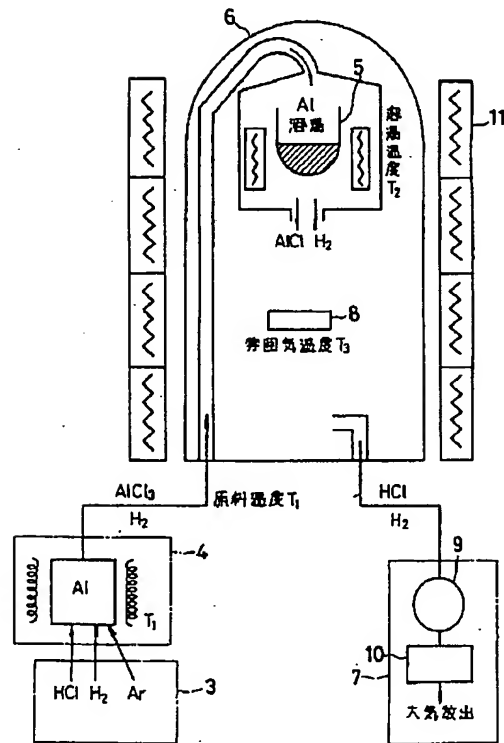 6
5
11
Al
溶湯
溶湯温度T₂
AlCl H₂
8
雰囲気温度T₃
AlCl₃
H₂
原料温度T₁
HCl
H₂
4
Al
T₁
9
10
7
HCl H₂ Ar
3
大気放出